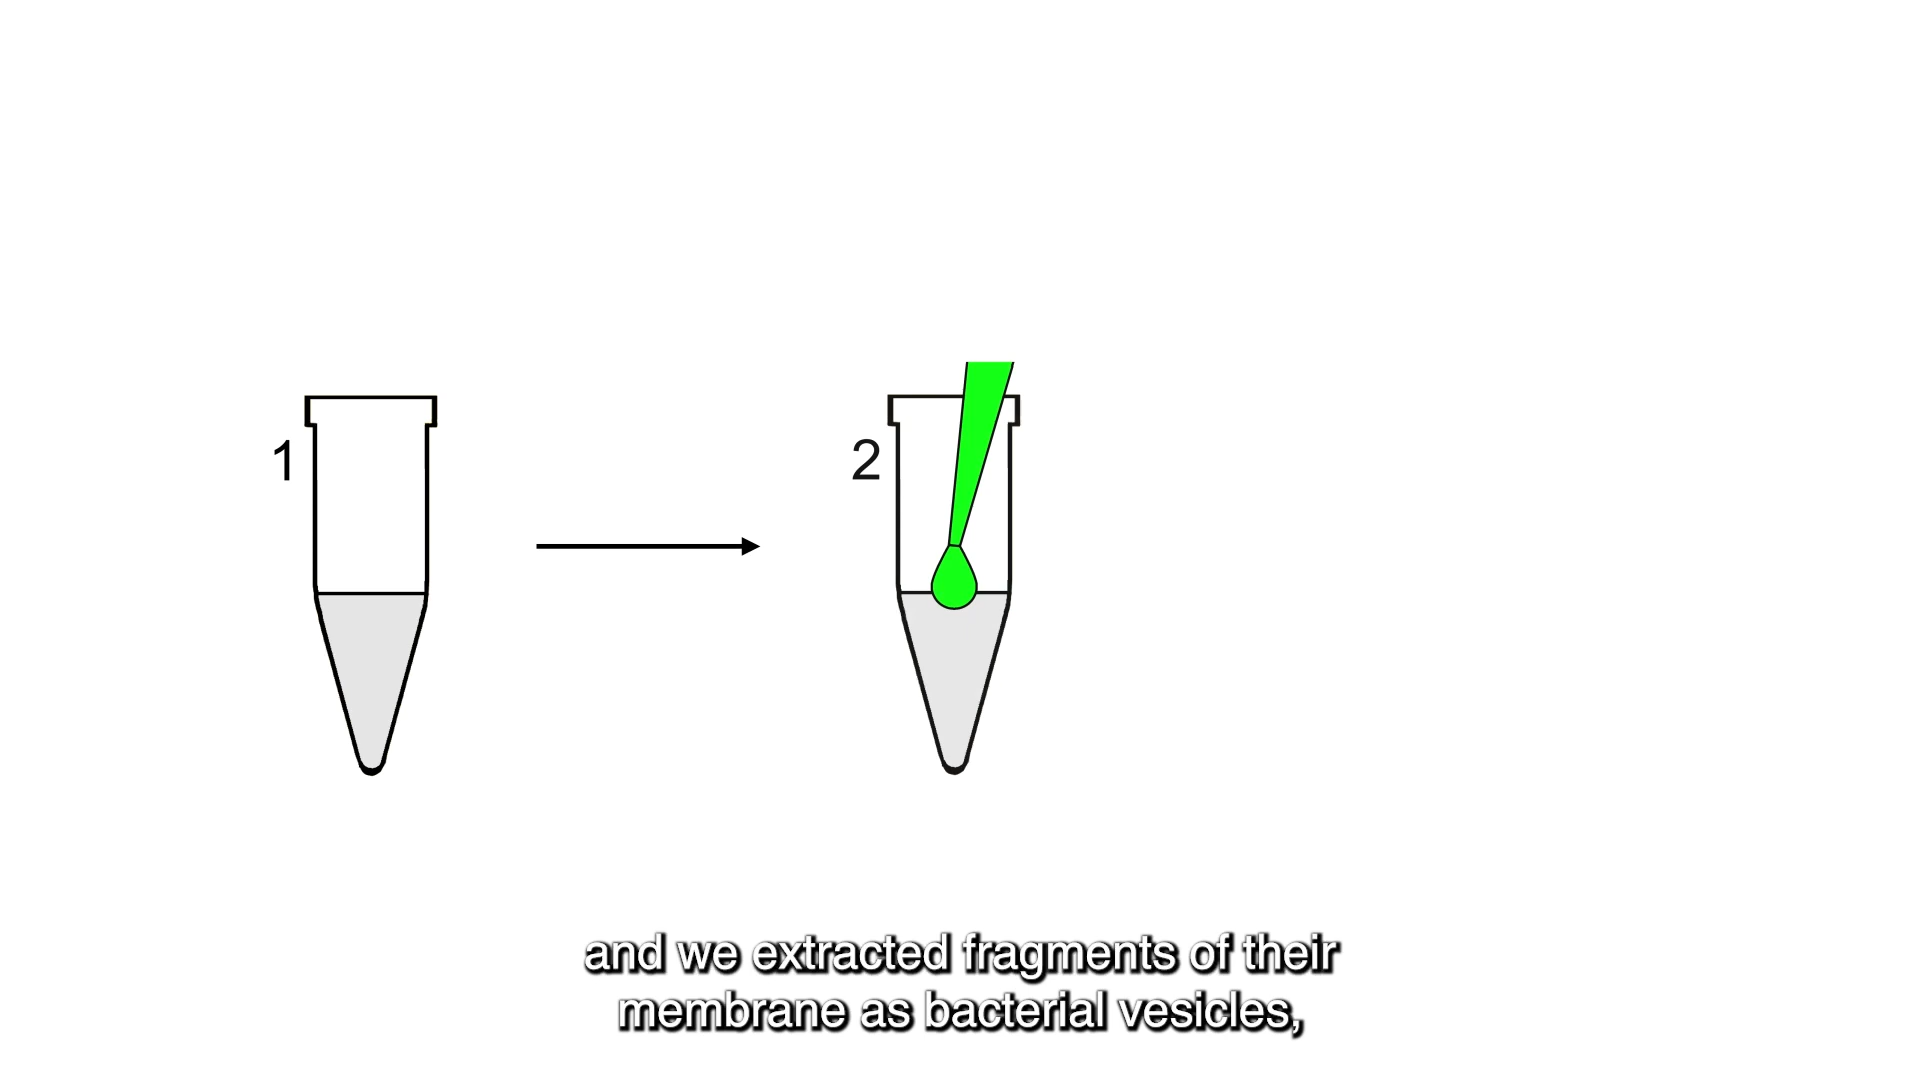 1
2
and we extracted fragments of their
membrane as bacterial vesicles,